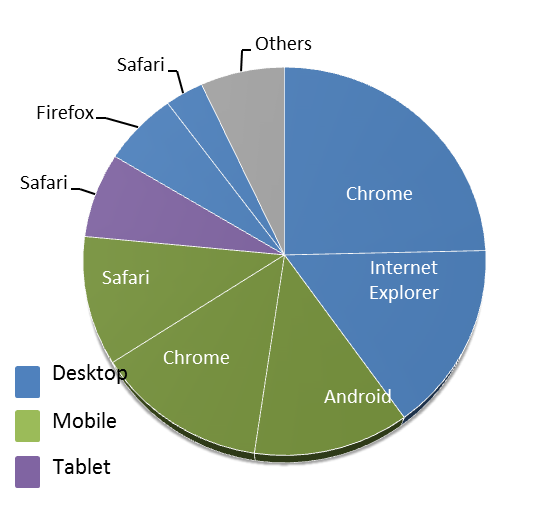 Others
Safari
Firefox
Safari
Chrome
Internet
Explorer
Safari
Chrome
Android
Desktop
Mobile
Tablet